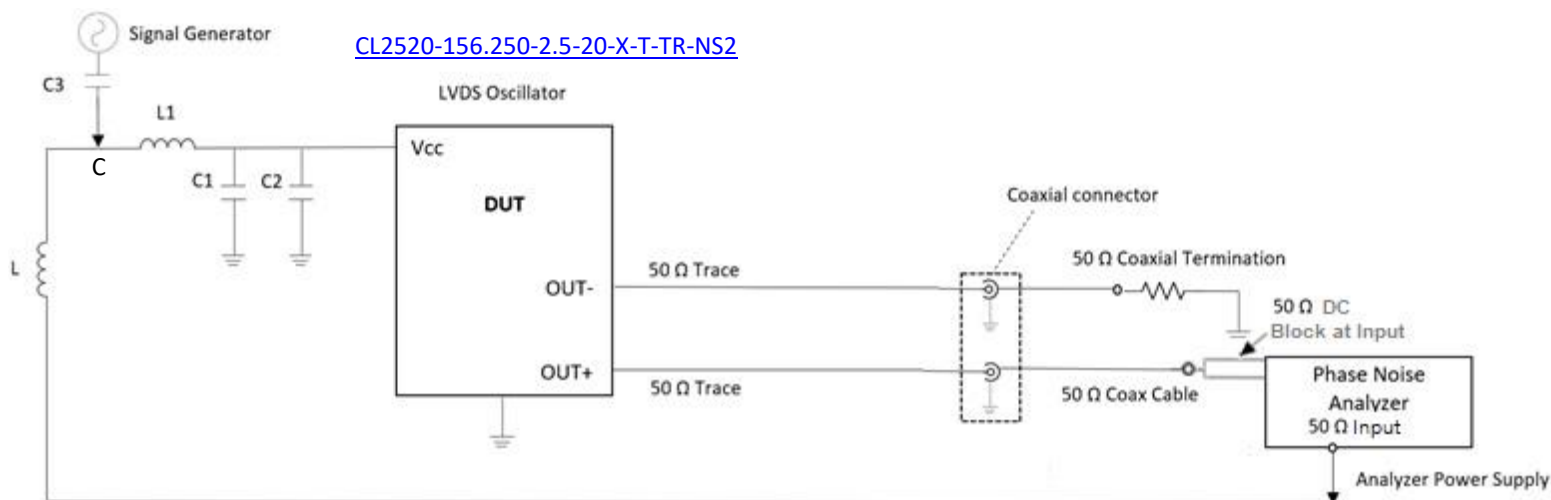 Signal Generator
CL2520-156.250-2.5-20-X-T-TR-NS2
C3
LVDS Oscillator
L1
C
Vcc
C1
C2
DUT
Coaxial connector
L
50 Ω Trace
50 Ω Coaxial Termination
OUT-
50 Ω DC
Block at Input
OUT+
50 Ω Trace
50 Ω Coax Cable
Phase Noise
Analyzer
50 Ω Input
Analyzer Power Supply